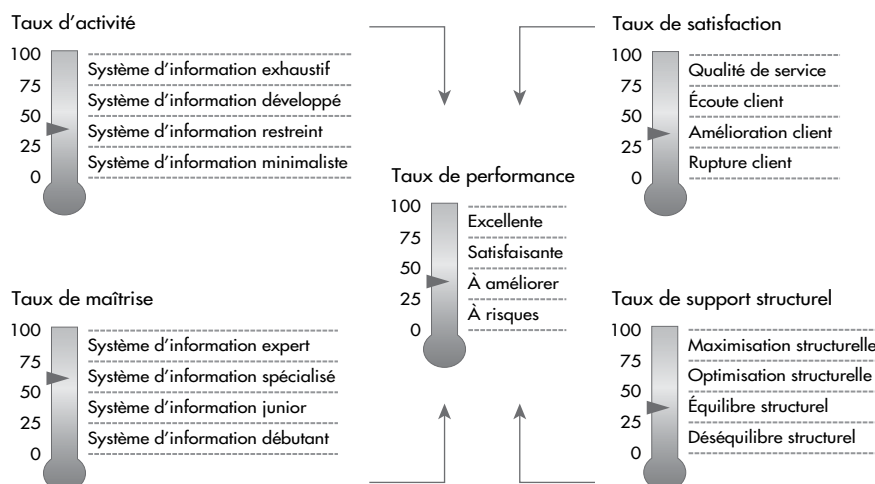 Taux d'activité
100
75
50
25
0
Système d'information exhaustif
Système d'information développé
Système d'information restreint
Système d'information minimaliste
Taux de satisfaction
100
75
50
25
0
Qualité de service
Écoute client
Amélioration client
Rupture client
Taux de performance
100
75
50
25
0
Excellente
Satisfaisante
À améliorer
À risques
Taux de maîtrise
100
75
50
25
0
Système d'information expert
Système d'information spécialisé
Système d'information junior
Système d'information débutant
Taux de support structurel
100
75
50
25
0
Maximisation structurelle
Optimisation structurelle
Équilibre structurel
Déséquilibre structurel